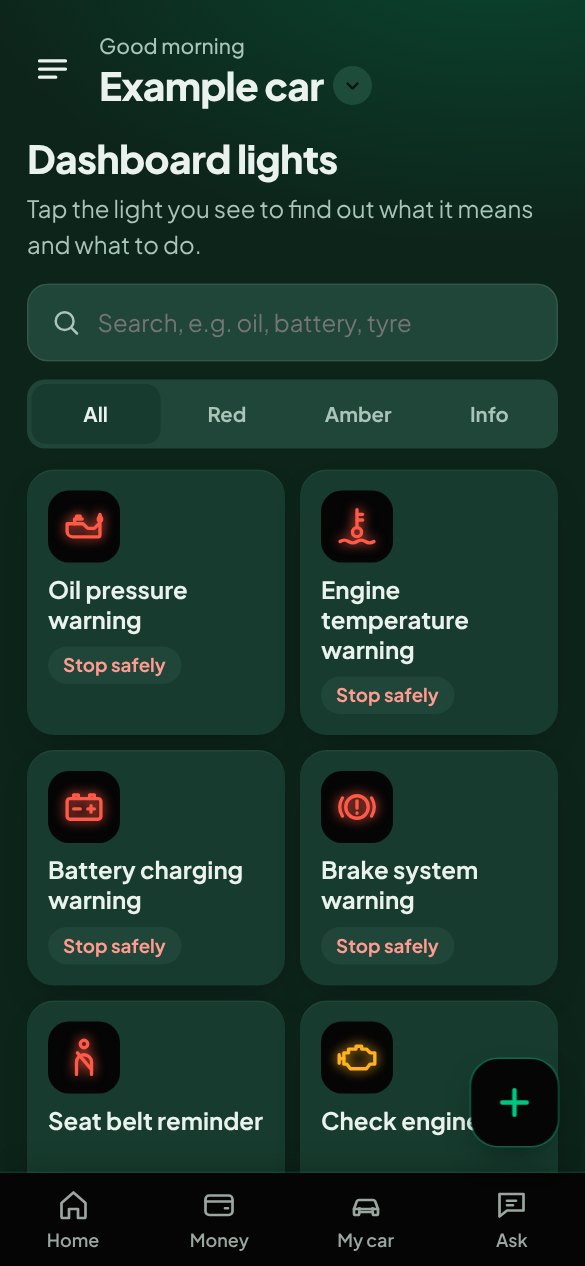 Good morning
Example car
Dashboard lights
Tap the light you see to find out what it means
and what to do.
Search, e.g. oil, battery, tyre
All
Red
Amber
Info
Oil pressure
warning
Stop safely
Engine
temperature
warning
Stop safely
Battery charging
warning
Stop safely
Brake system
warning
Stop safely
Seat belt reminder
Check engine
Home
Money
My car
Ask